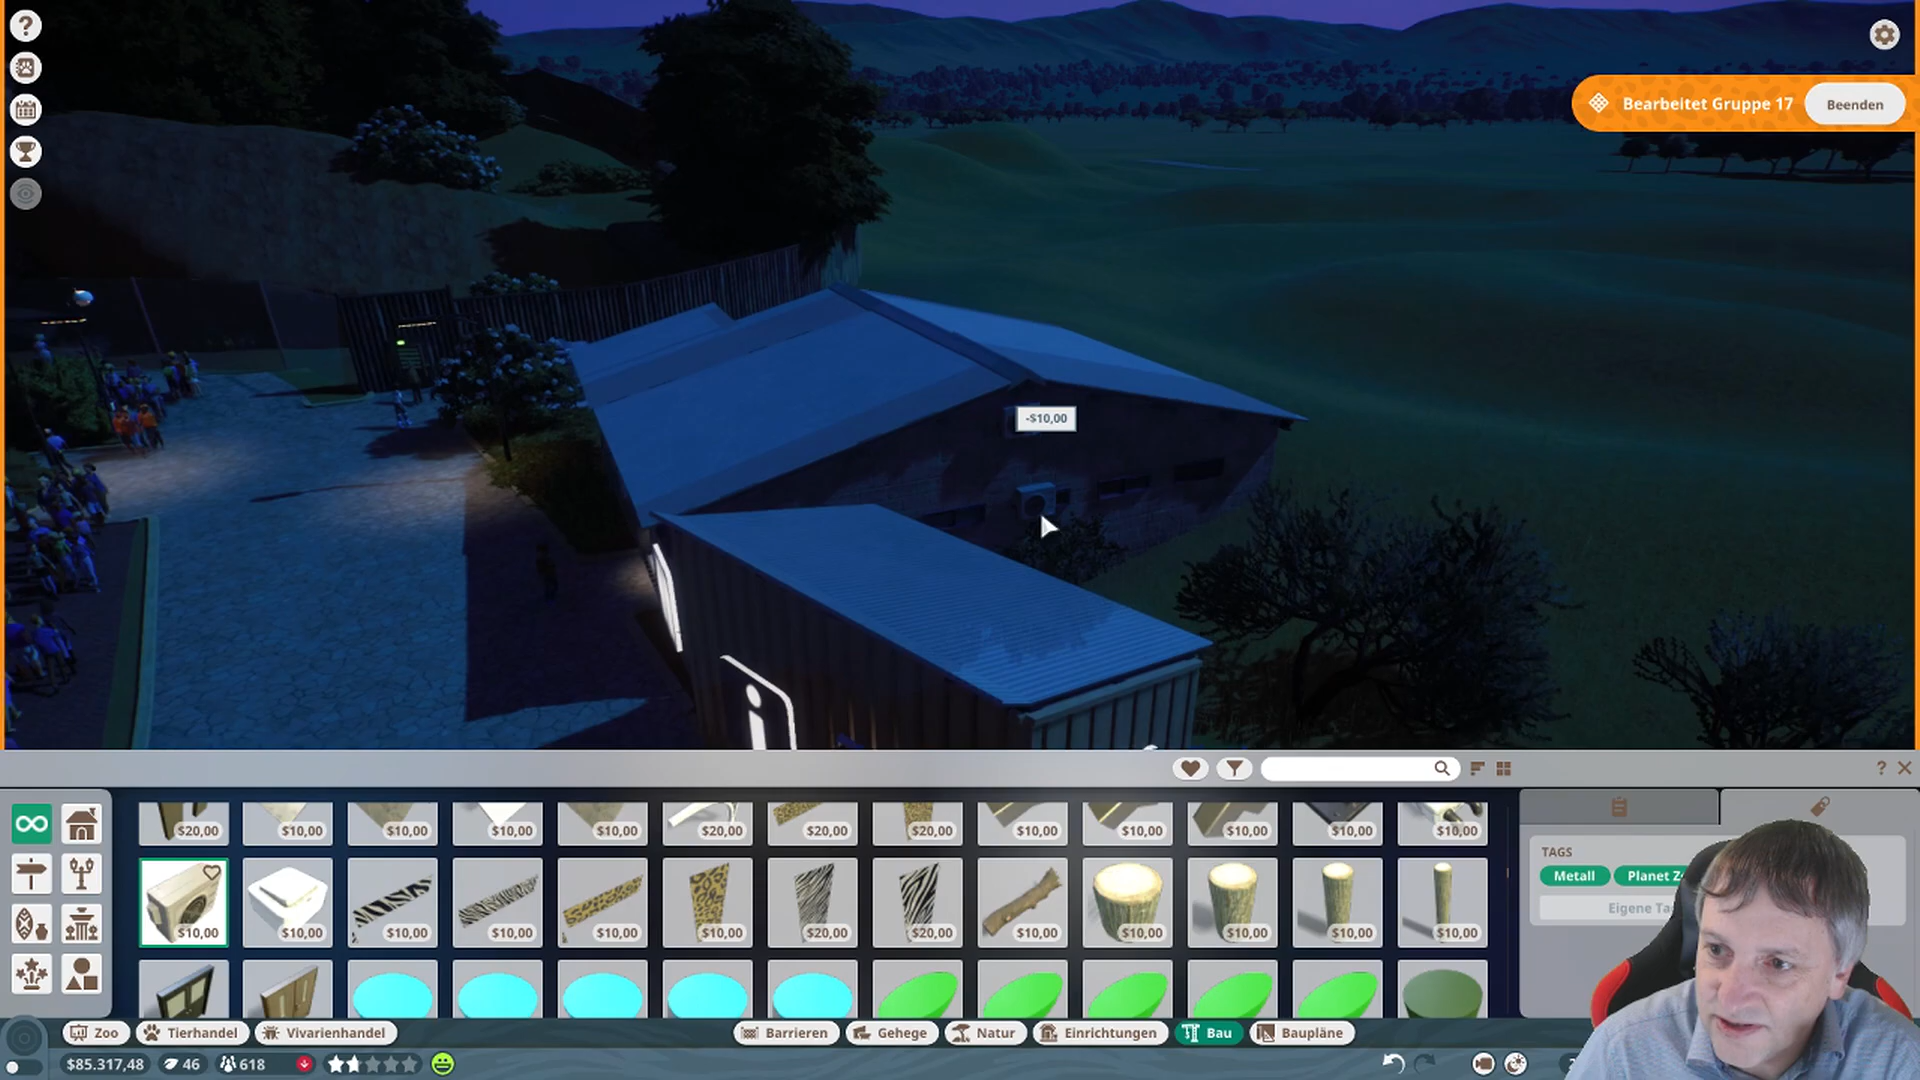 Bearbeitet Gruppe 17
Beenden
-$10,00
$20,00 $10,00 $10,00 $10,00 $10,00 $20,00 $20,00 $20,00 $10,00 $10,00 $10,00 $10,00 $10,00
$10,00 $10,00 $10,00 $10,00 $10,00 $10,00 $20,00 $20,00 $10,00 $10,00 $10,00 $10,00 $10,00
TAGS
Metall
Planet
Eigene
Zoo
Tierhandel
Vivarienhandel
Barrieren
Gehege
Natur
Einrichtungen
Bau
Baupläne
$85.317,48
46
618